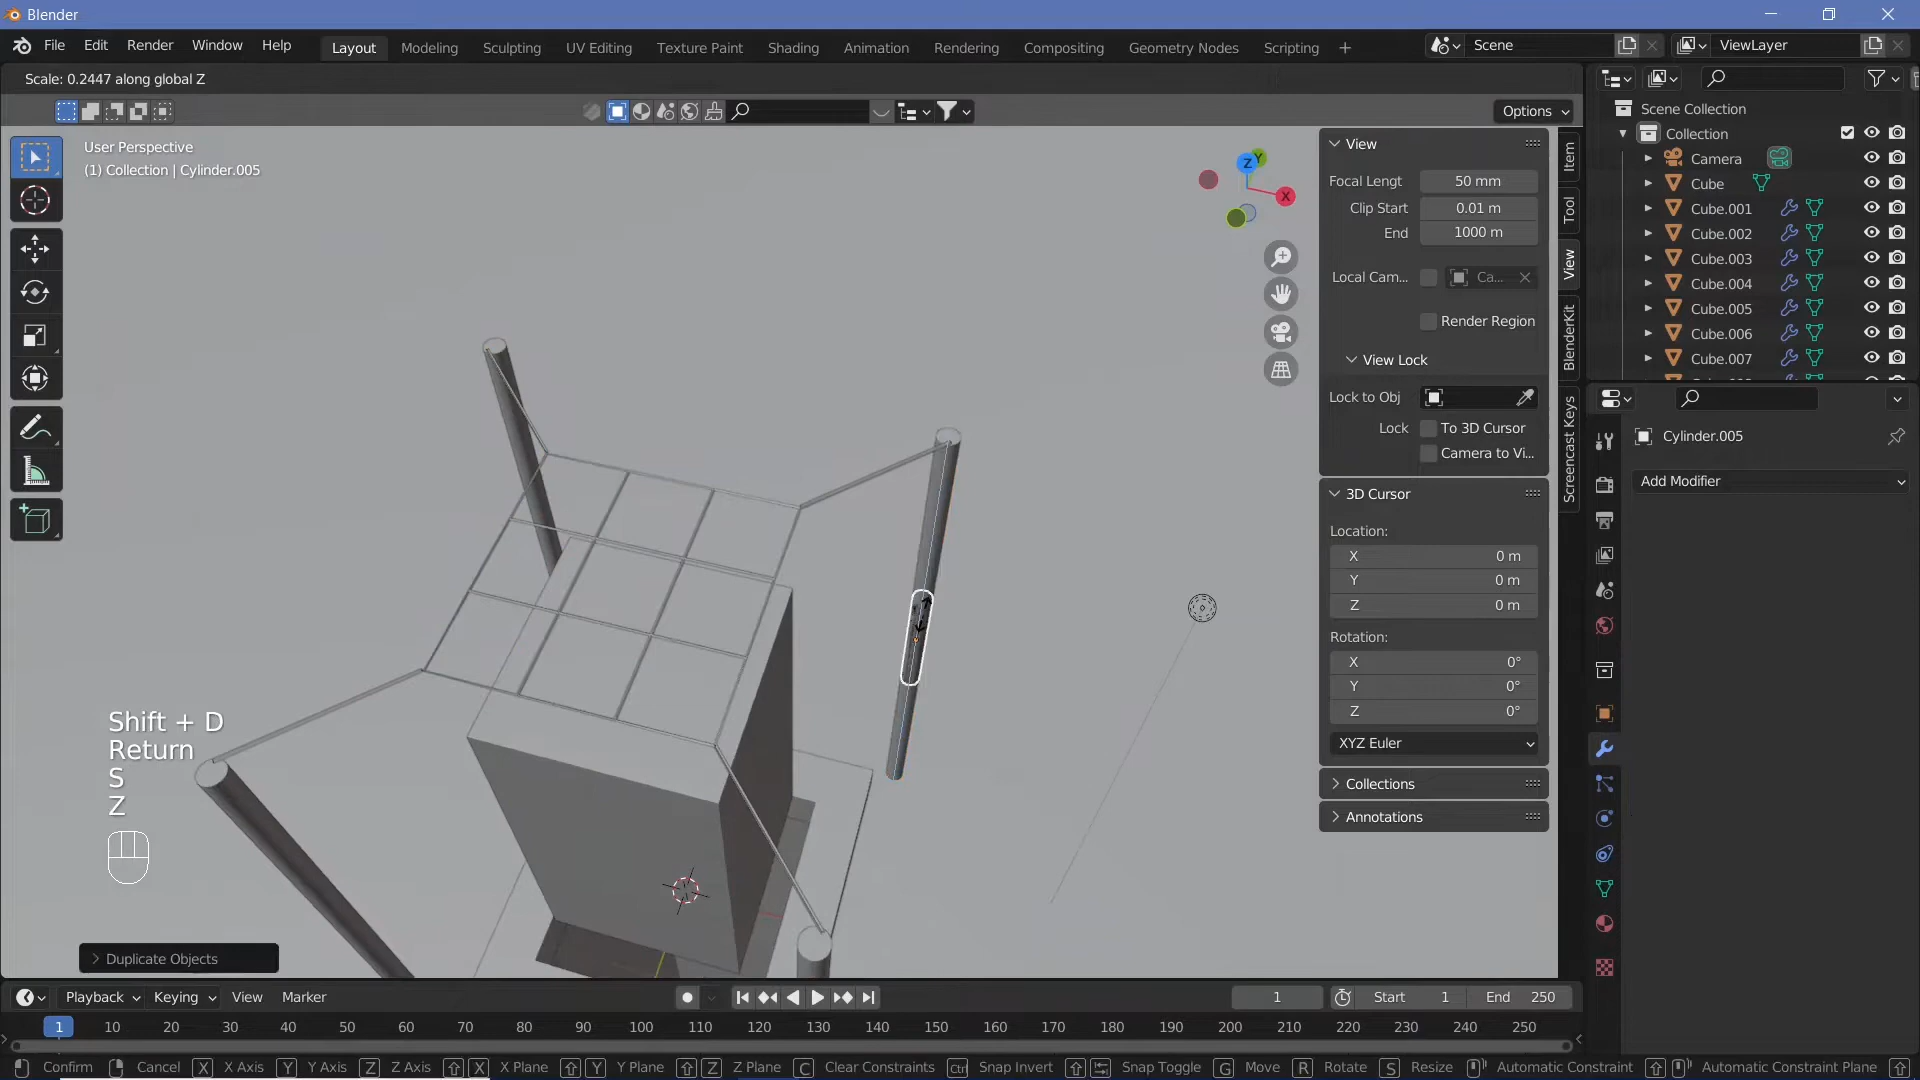 Blender
File Edit Render Window Help
Layout Modeling Sculpting UV Editing Texture Paint Shading Animation Rendering Compositing Geometry Nodes Scripting +
Scene
ViewLayer
Scale: 0.2447 along global Z
Options
User Perspective
(1) Collection | Cylinder.005
Z
Y
X
View
Focal Lengt 50 mm
Clip Start 0.01 m
End 1000 m
Local Cam... Ca...
Render Region
View Lock
Lock to Obj
Lock To 3D Cursor
Camera to Vi...
3D Cursor
Location:
X 0 m
Y 0 m
Z 0 m
Rotation:
X 0°
Y 0°
Z 0°
XYZ Euler
Collections
Annotations
Item
Tool
View
BlenderKit
Screencast Keys
Scene Collection
Collection
Camera
Cube
Cube.001
Cube.002
Cube.003
Cube.004
Cube.005
Cube.006
Cube.007
Cylinder.005
Add Modifier
Shift + D
Return
S
Z
Duplicate Objects
Playback Keying View Marker
1
Start 1 End 250
1 10 20 30 40 50 60 70 80 90 100 110 120 130 140 150 160 170 180 190 200 210 220 230 240 250
Confirm Cancel X X Axis Y Y Axis Z Z Axis X X Plane Y Y Plane Z Z Plane C Clear Constraints Ctrl Snap Invert Snap Toggle G Move R Rotate S Resize Automatic Constraint Automatic Constraint Plane